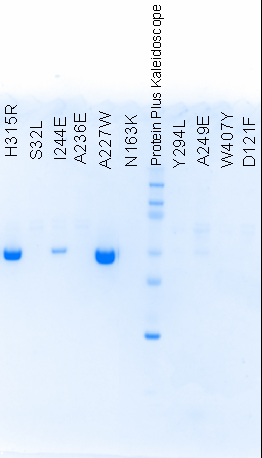 H315R
S32L
I244E
A236E
A227W
N163K
Protein Plus Kaleidoscope
Y294L
A249E
W407Y
D121F